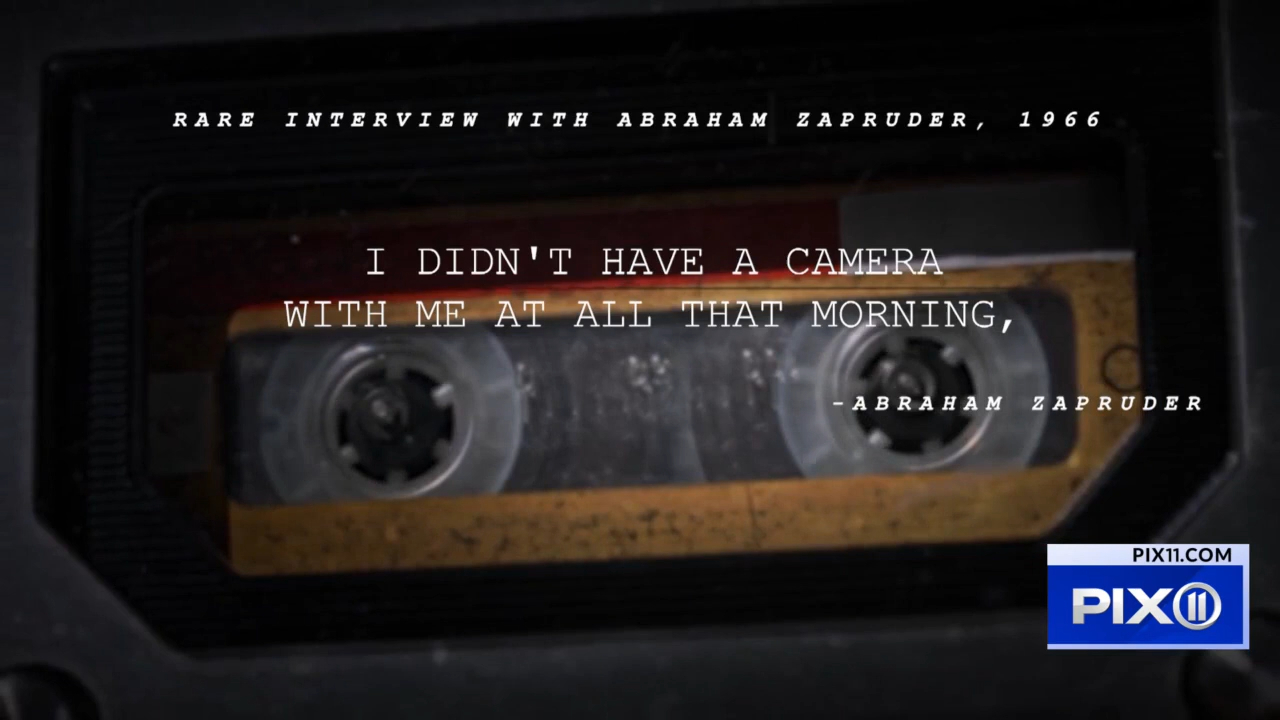 RARE INTERVIEW WITH ABRAHAM ZAPRUDER, 1966
I DIDN'T HAVE A CAMERA
WITH ME AT ALL THAT MORNING,
-ABRAHAM ZAPRUDER
PIX11.COM
PIX11